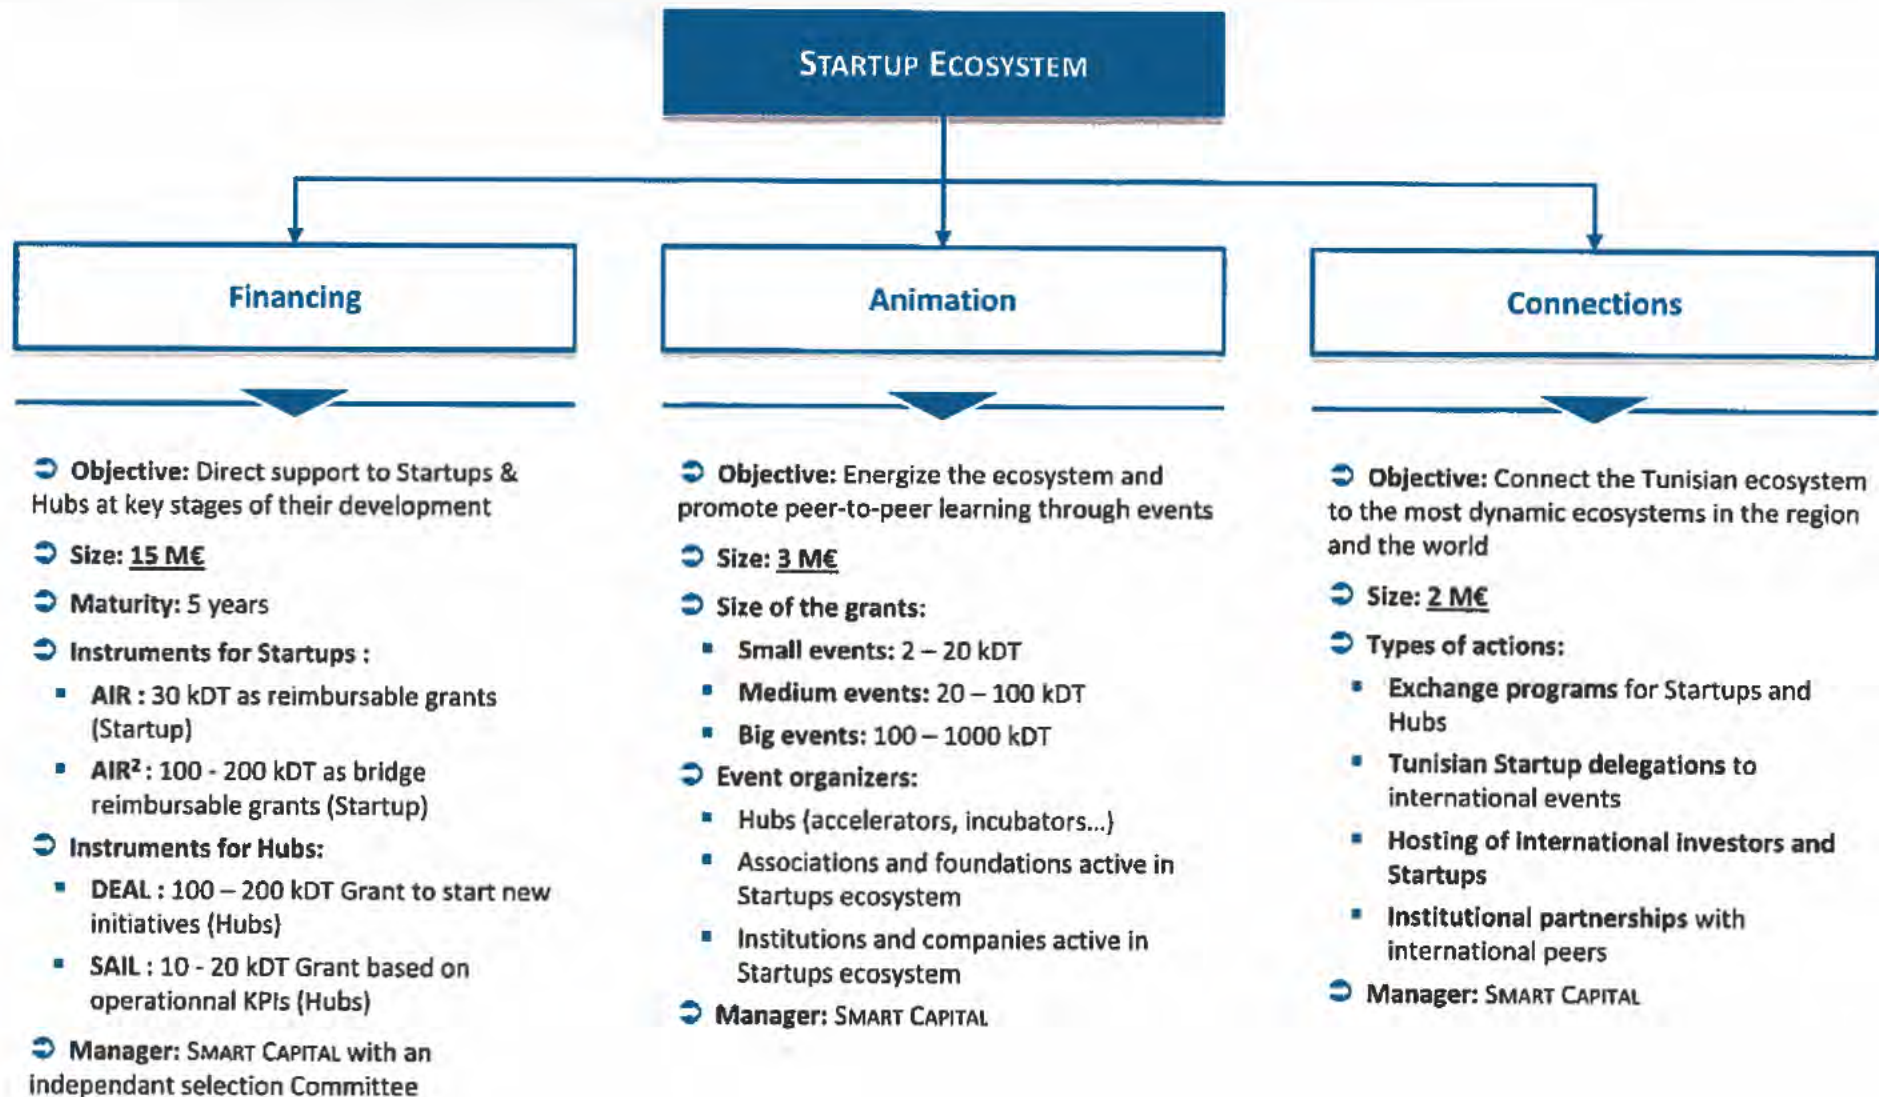 STARTUP ECOSYSTEM
Financing
➲ Objective: Direct support to Startups &
Hubs at key stages of their development
➲ Size: 15 M€
➲ Maturity: 5 years
➲ Instruments for Startups :
▪ AIR : 30 kDT as reimbursable grants
(Startup)
▪ AIR² : 100 - 200 kDT as bridge
reimbursable grants (Startup)
➲ Instruments for Hubs:
▪ DEAL : 100 – 200 kDT Grant to start new
initiatives (Hubs)
▪ SAIL : 10 - 20 kDT Grant based on
operationnal KPIs (Hubs)
➲ Manager: SMART CAPITAL with an
independant selection Committee
Animation
➲ Objective: Energize the ecosystem and
promote peer-to-peer learning through events
➲ Size: 3 M€
➲ Size of the grants:
▪ Small events: 2 – 20 kDT
▪ Medium events: 20 – 100 kDT
▪ Big events: 100 – 1000 kDT
➲ Event organizers:
▪ Hubs (accelerators, incubators...)
▪ Associations and foundations active in
Startups ecosystem
▪ Institutions and companies active in
Startups ecosystem
➲ Manager: SMART CAPITAL
Connections
➲ Objective: Connect the Tunisian ecosystem
to the most dynamic ecosystems in the region
and the world
➲ Size: 2 M€
➲ Types of actions:
▪ Exchange programs for Startups and
Hubs
▪ Tunisian Startup delegations to
international events
▪ Hosting of international investors and
Startups
▪ Institutional partnerships with
international peers
➲ Manager: SMART CAPITAL